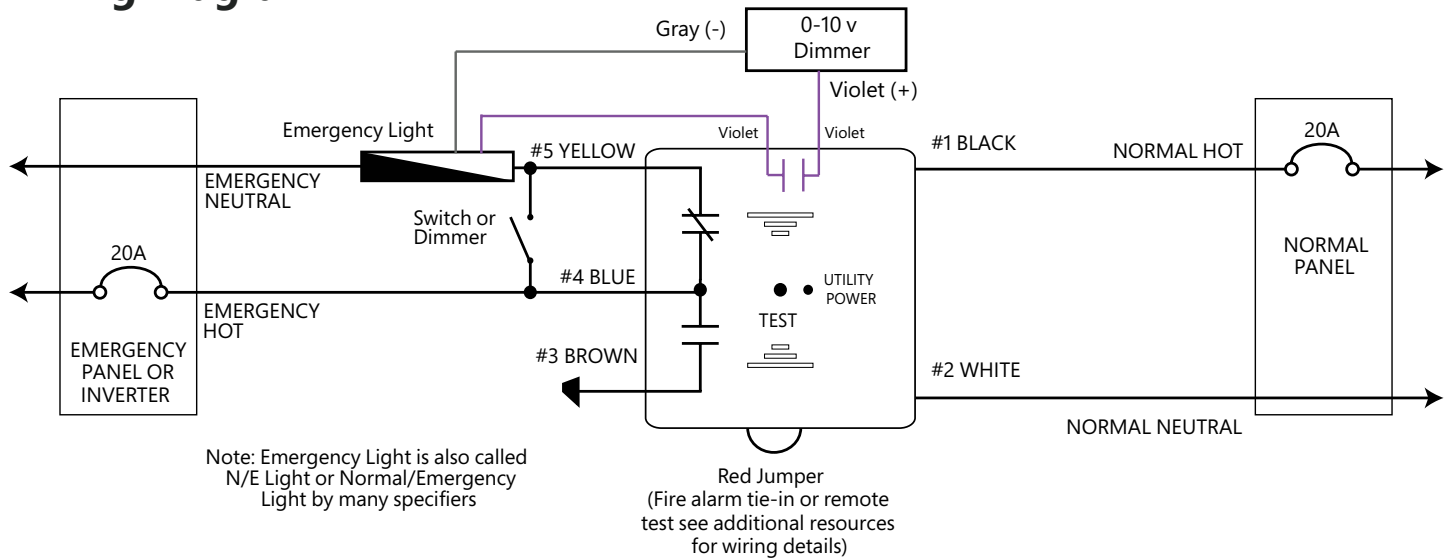 Gray (-)
0-10 v
Dimmer
Violet (+)
Emergency Light
Violet
Violet
#5 YELLOW
#1 BLACK
NORMAL HOT
20A
EMERGENCY
NEUTRAL
Switch or
Dimmer
NORMAL
PANEL
20A
#4 BLUE
UTILITY
POWER
TEST
EMERGENCY
HOT
EMERGENCY
PANEL OR
INVERTER
#3 BROWN
#2 WHITE
NORMAL NEUTRAL
Note: Emergency Light is also called
N/E Light or Normal/Emergency
Light by many specifiers
Red Jumper
(Fire alarm tie-in or remote
test see additional resources
for wiring details)